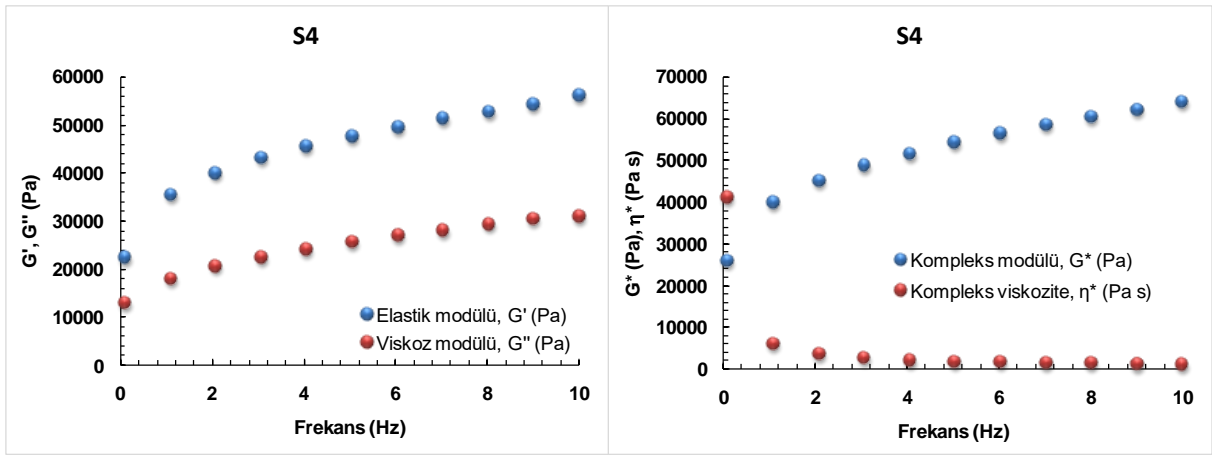 S4
60000
50000
40000
30000
20000
10000
0
G', G'' (Pa)
Elastik modülü, G' (Pa)
Viskoz modülü, G'' (Pa)
0 2 4 6 8 10
Frekans (Hz)
S4
70000
60000
50000
40000
30000
20000
10000
0
G* (Pa), η* (Pa s)
Kompleks modülü, G* (Pa)
Kompleks viskozite, η* (Pa s)
0 2 4 6 8 10
Frekans (Hz)